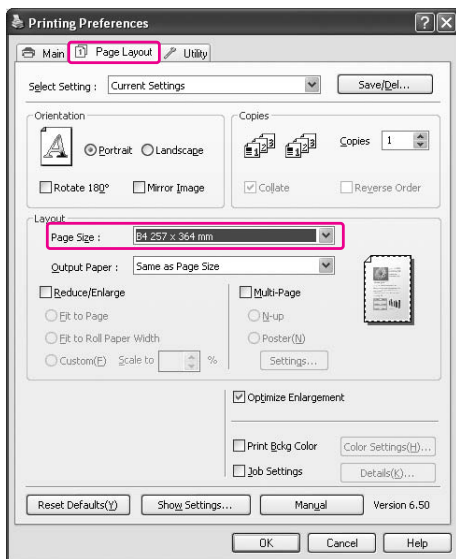 Printing Preferences
Main 1 Page Layout Utility
Select Setting : Current Settings Save/Del...
Orientation Copies
A Portrait Landscape Copies 1
Rotate 180° Mirror Image Collate Reverse Order
Layout
Page Size : B4 257 x 364 mm
Output Paper : Same as Page Size
Reduce/Enlarge Multi-Page
Fit to Page N-up
Fit to Roll Paper Width Poster(N)
Custom(F) Scale to % Settings...
Optimize Enlargement
Print Bckg Color Color Settings(H)...
Job Settings Details(K)...
Reset Defaults(Y) Show Settings... Manual Version 6.50
OK Cancel Help